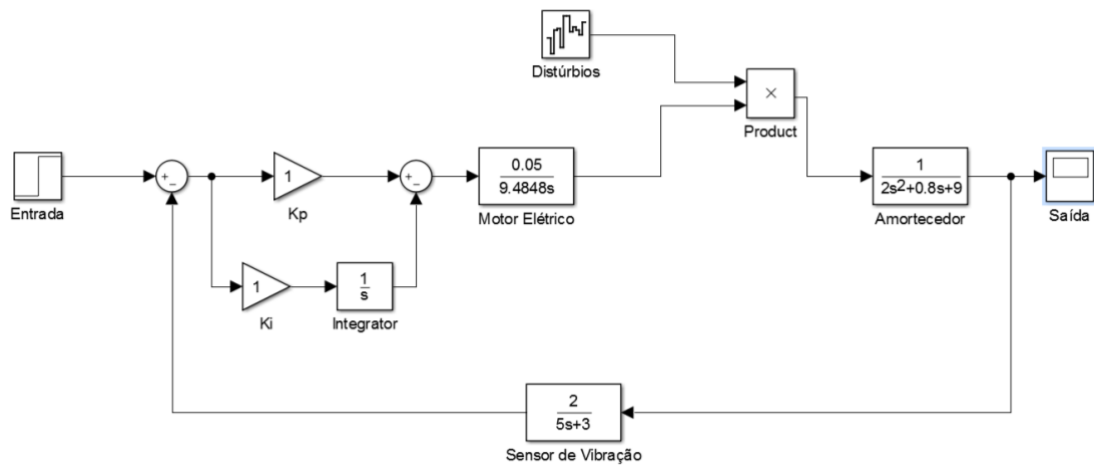 Distúrbios
×
Product
Entrada
+
−
1
Kp
+
−
0.05
9.4848s
Motor Elétrico
1
2s²+0.8s+9
Amortecedor
Saída
1
Ki
1
s
Integrator
2
5s+3
Sensor de Vibração